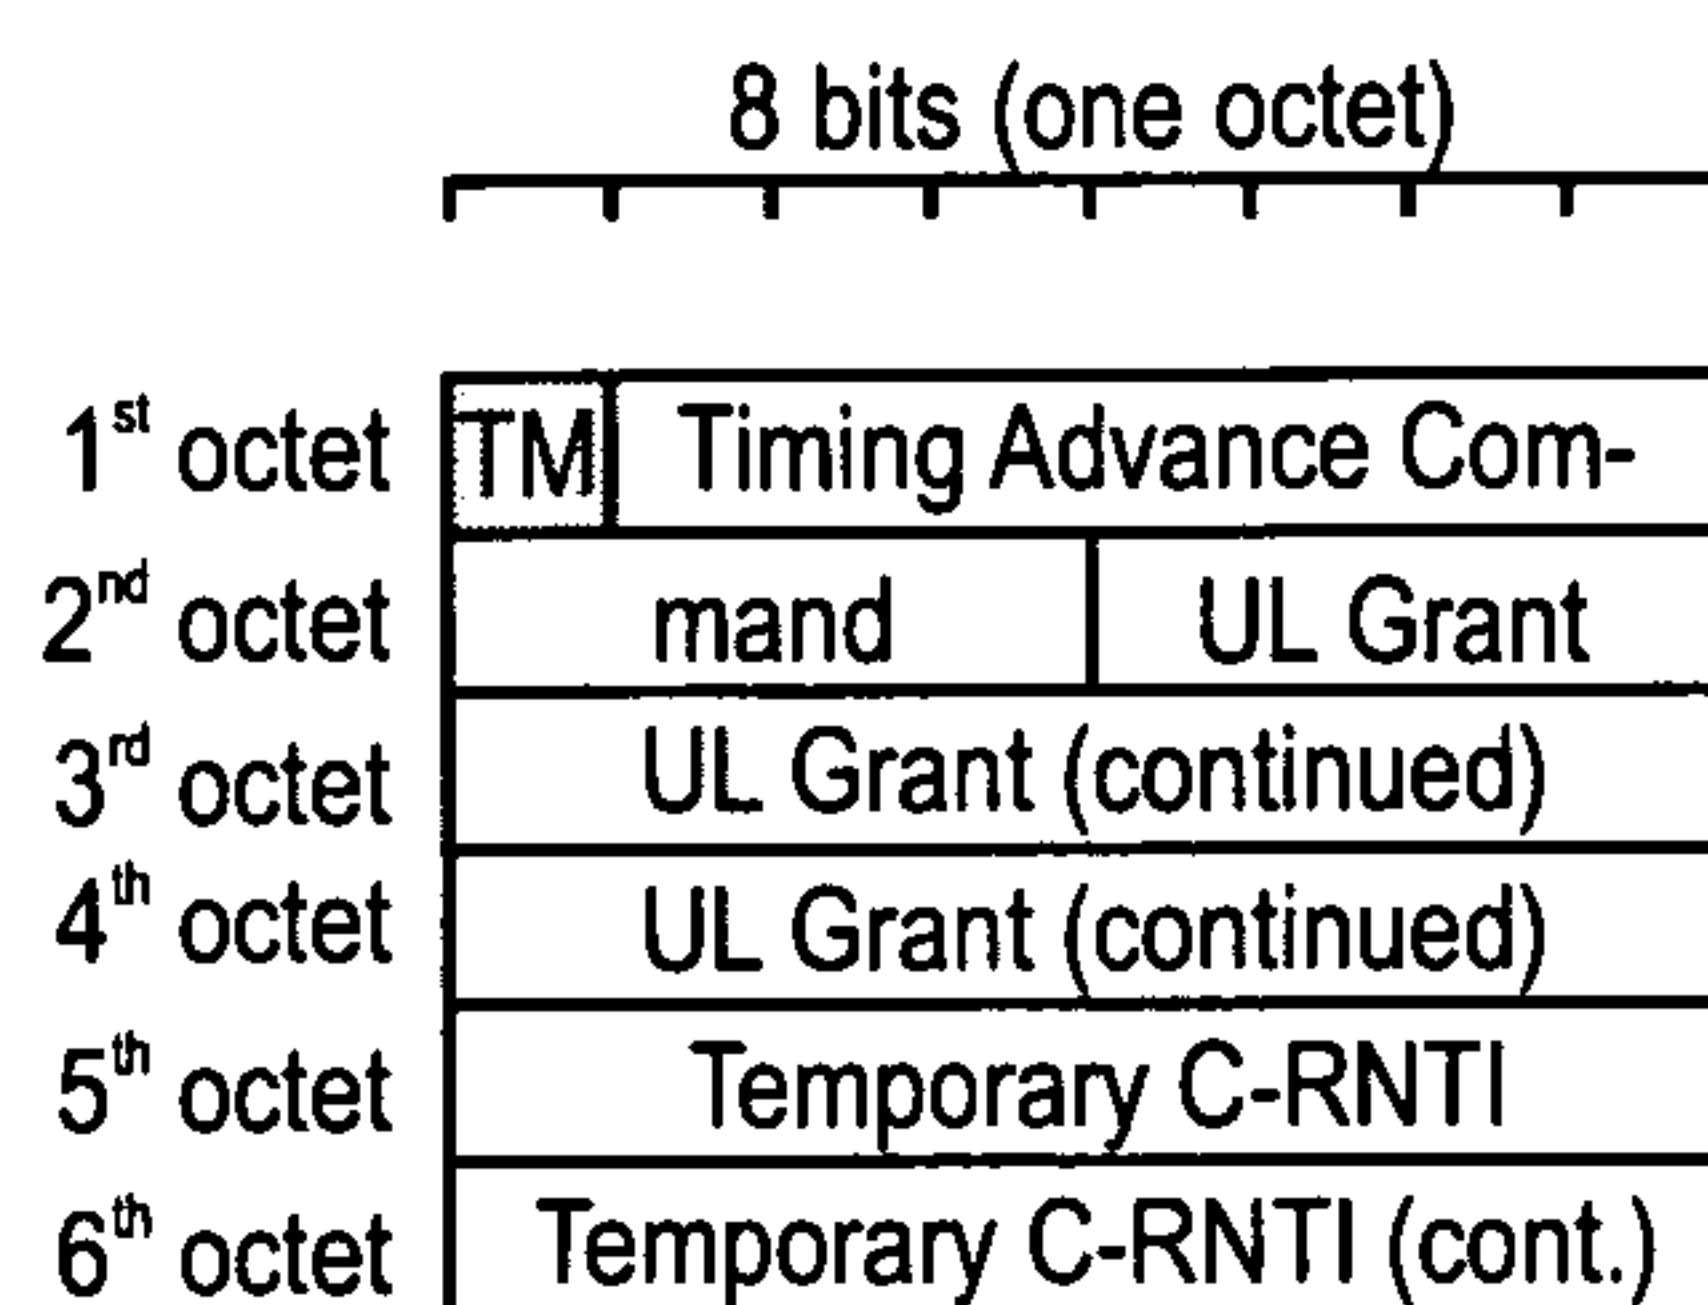 8 bits (one octet)
1st octet TM Timing Advance Com-
2nd octet mand UL Grant
3rd octet UL Grant (continued)
4th octet UL Grant (continued)
5th octet Temporary C-RNTI
6th octet Temporary C-RNTI (cont.)